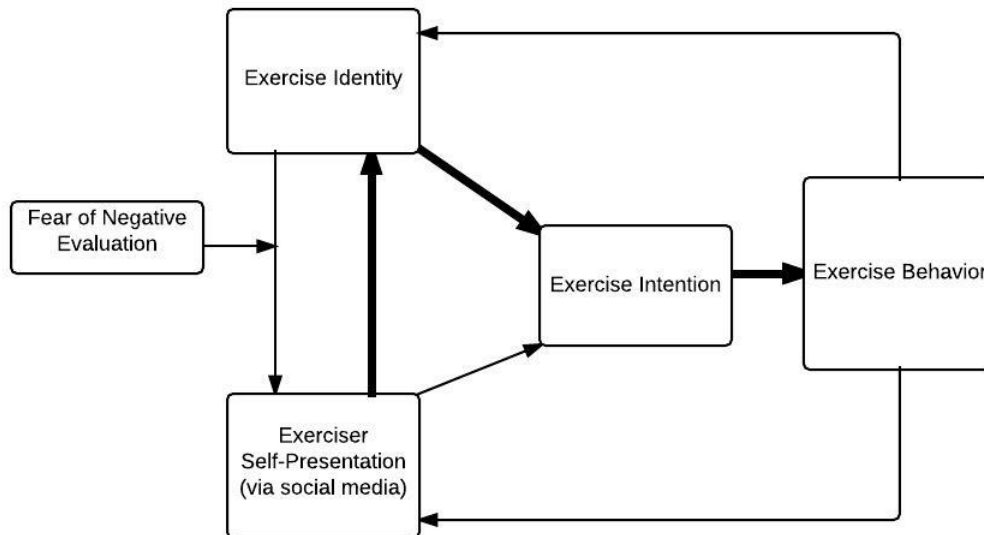 Exercise Identity
Fear of Negative
Evaluation
Exercise Intention
Exercise Behavior
Exerciser
Self-Presentation
(via social media)